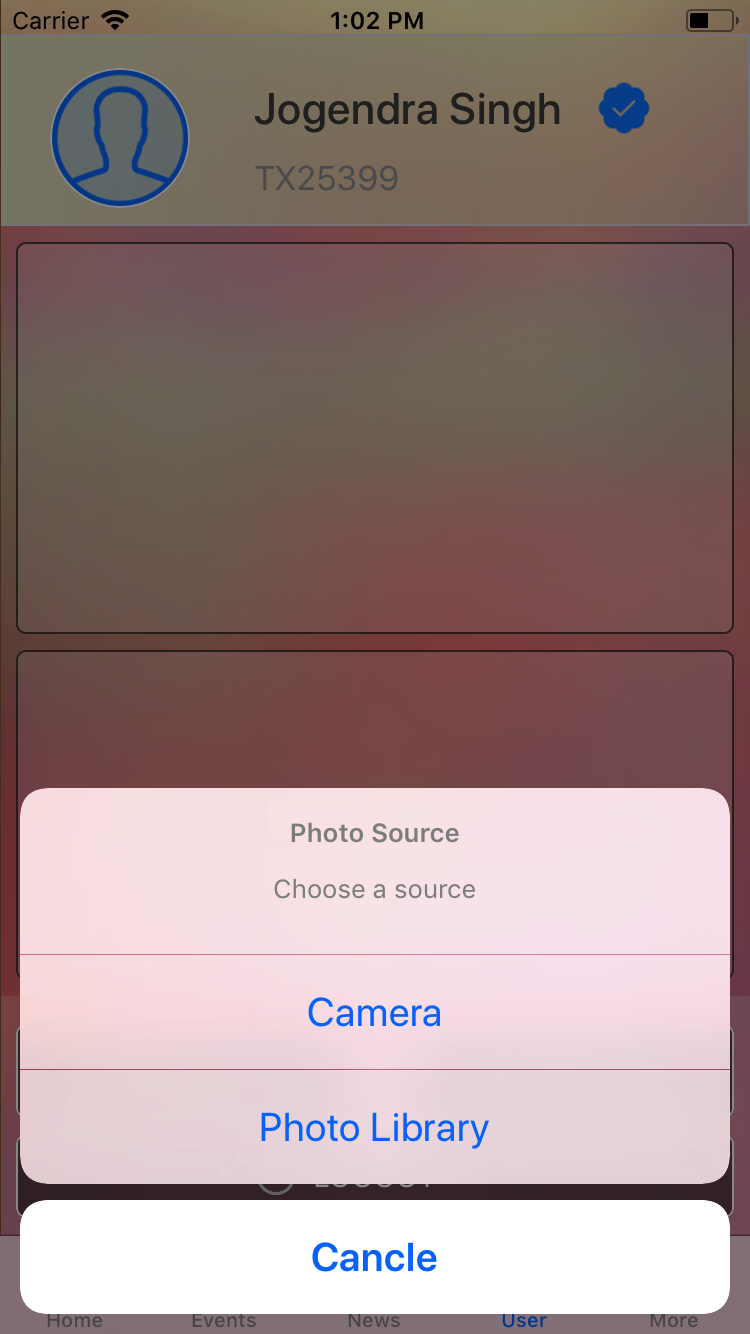 Carrier 1:02 PM
Jogendra Singh
TX25399
Photo Source
Choose a source
Camera
Photo Library
Cancle
Home Events News User More